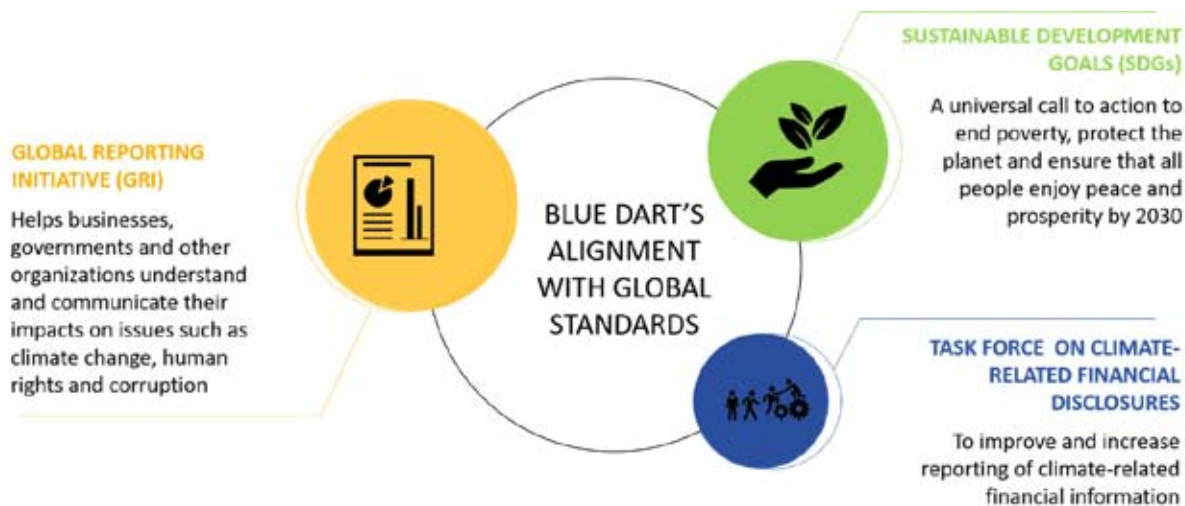 GLOBAL REPORTING
INITIATIVE (GRI)
Helps businesses,
governments and other
organizations understand
and communicate their
impacts on issues such as
climate change, human
rights and corruption
BLUE DART'S
ALIGNMENT
WITH GLOBAL
STANDARDS
SUSTAINABLE DEVELOPMENT
GOALS (SDGs)
A universal call to action to
end poverty, protect the
planet and ensure that all
people enjoy peace and
prosperity by 2030
TASK FORCE ON CLIMATE-
RELATED FINANCIAL
DISCLOSURES
To improve and increase
reporting of climate-related
financial information